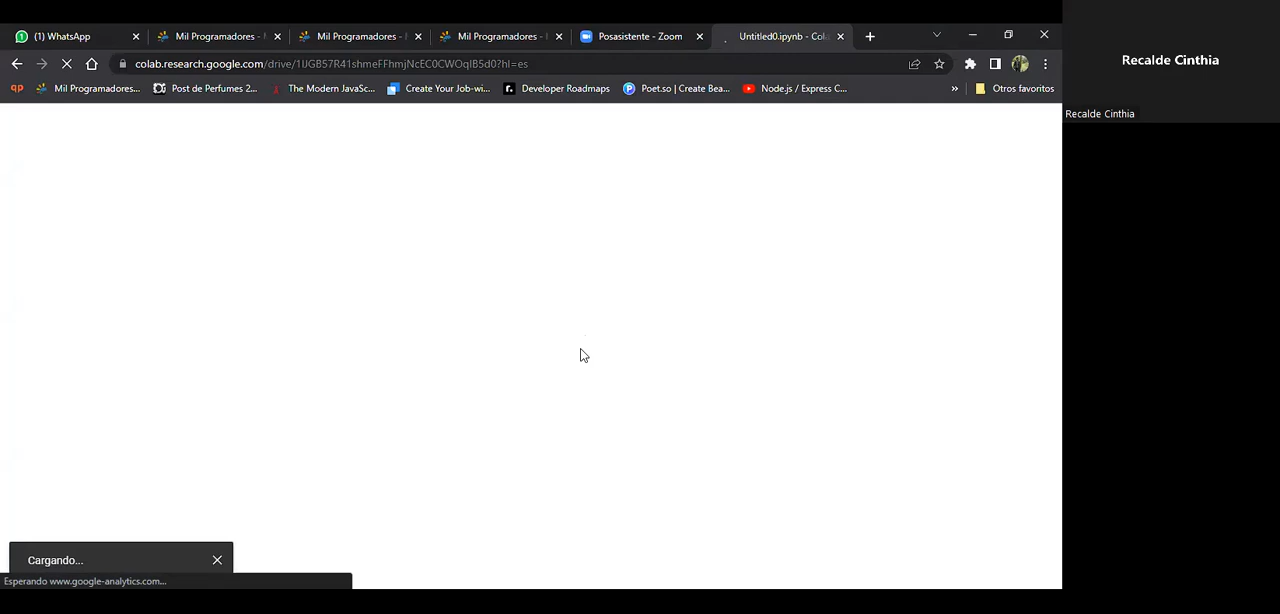 (1) WhatsApp
Mil Programadores -
Mil Programadores -
Mil Programadores -
Posasistente - Zoom
Untitled0.ipynb - Cola
colab.research.google.com/drive/1IJGB57R41shmeFFhmjNcEC0CWOqIB5d0?hl=es
qp
Mil Programadores...
Post de Perfumes 2...
The Modern JavaSc...
Create Your Job-wi...
Developer Roadmaps
Poet.so | Create Bea...
Node.js / Express C...
»
Otros favoritos
Recalde Cinthia
Recalde Cinthia
Cargando...
Esperando www.google-analytics.com...